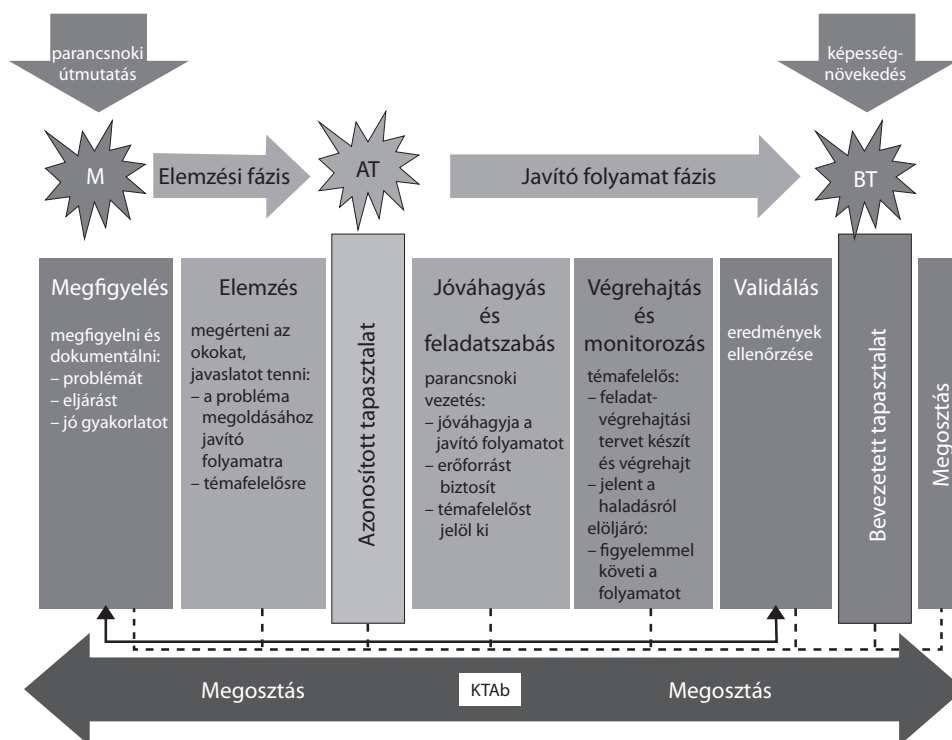 parancsnoki
útmutatás
képesség-
növekedés
M
Elemzési fázis
AT
Javító folyamat fázis
BT
Megfigyelés
megfigyelni és
dokumentálni:
– problémát
– eljárást
– jó gyakorlatot
Elemzés
megérteni az
okokat,
javaslatot tenni:
– a probléma
megoldásához
javító
folyamatra
– témafelelősre
Azonosított tapasztalat
Jóváhagyás
és
feladatszabás
parancsnoki
vezetés:
– jóváhagyja a
javító folyamatot
– erőforrást
biztosít
– témafelelőst
jelöl ki
Végrehajtás
és
monitorozás
témafelelős:
– feladat-
végrehajtási
tervet készít
és végrehajt
– jelent a
haladásról
elöljáró:
– figyelemmel
követi a
folyamatot
Validálás
eredmények
ellenőrzése
Bevezetett tapasztalat
Megosztás
Megosztás
KTAb
Megosztás